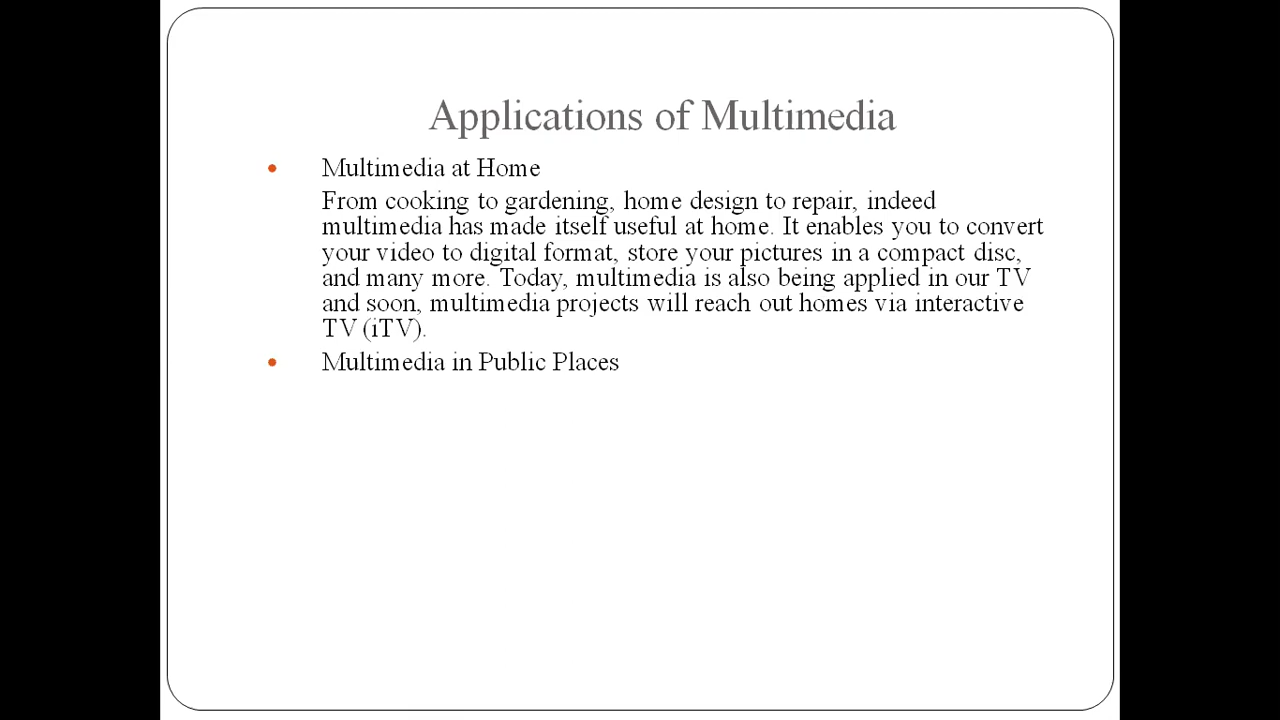 Applications of Multimedia
• Multimedia at Home
From cooking to gardening, home design to repair, indeed
multimedia has made itself useful at home. It enables you to convert
your video to digital format, store your pictures in a compact disc,
and many more. Today, multimedia is also being applied in our TV
and soon, multimedia projects will reach out homes via interactive
TV (iTV).
• Multimedia in Public Places